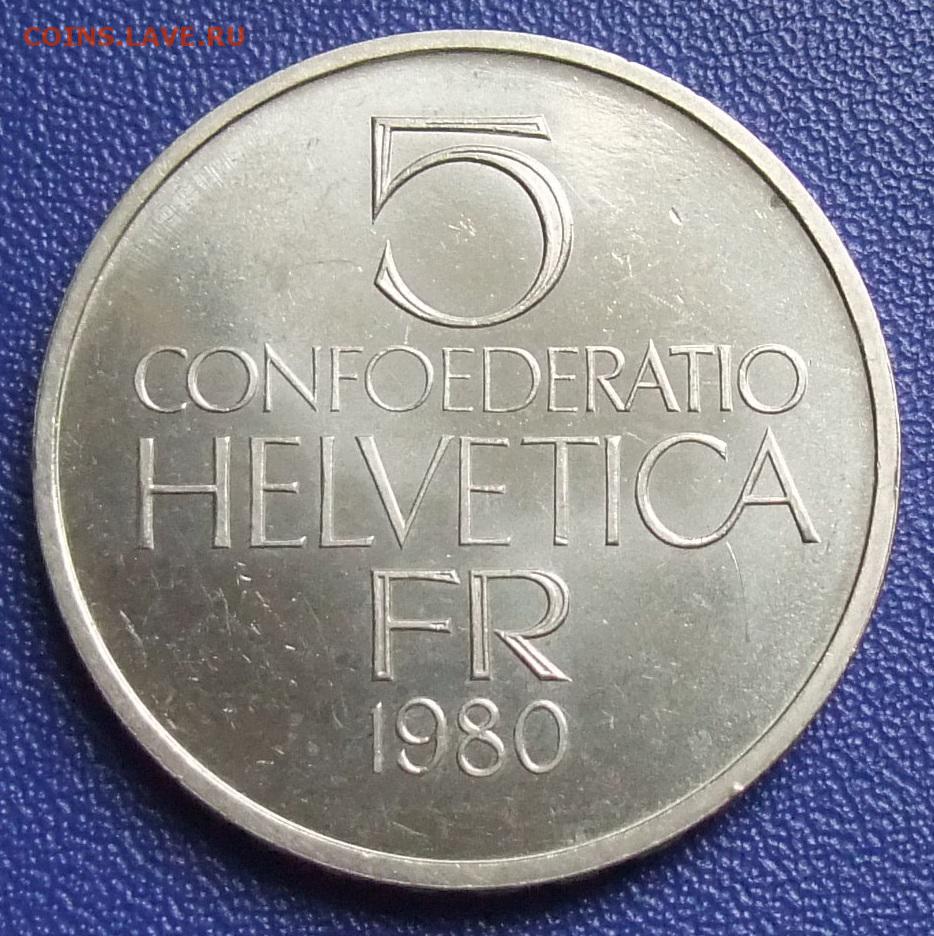 COINS.LAVE.RU
5
CONFOEDERATIO
HELVETICA
FR
1980